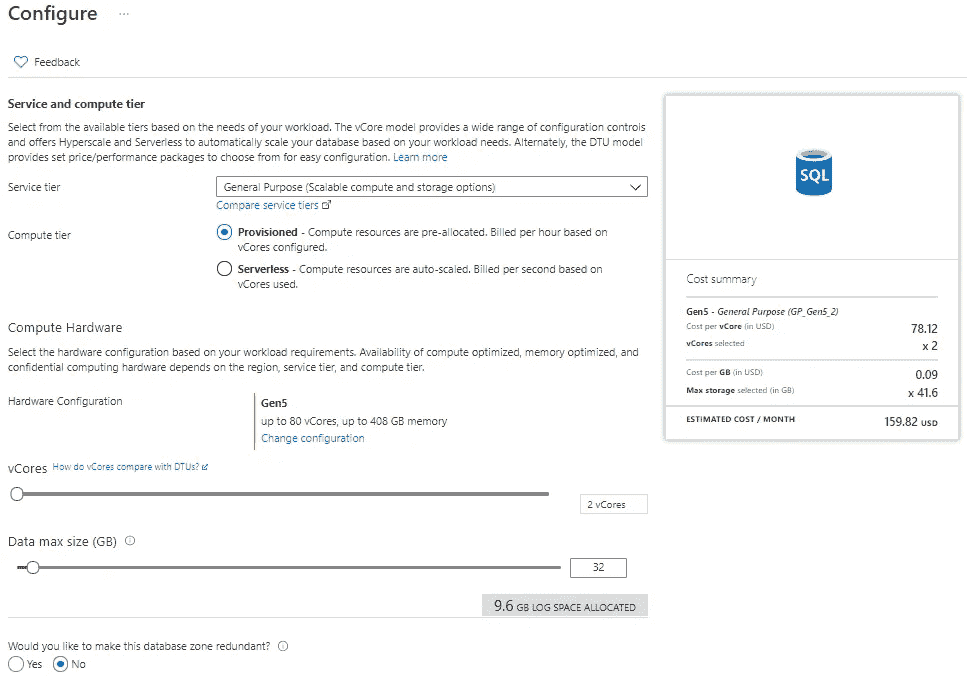 Configure ...
Feedback
Service and compute tier
Select from the available tiers based on the needs of your workload. The vCore model provides a wide range of configuration controls
and offers Hyperscale and Serverless to automatically scale your database based on your workload needs. Alternately, the DTU model
provides set price/performance packages to choose from for easy configuration. Learn more
Service tier
General Purpose (Scalable compute and storage options)
Compare service tiers
Compute tier
Provisioned - Compute resources are pre-allocated. Billed per hour based on
vCores configured.
Serverless - Compute resources are auto-scaled. Billed per second based on
vCores used.
Compute Hardware
Select the hardware configuration based on your workload requirements. Availability of compute optimized, memory optimized, and
confidential computing hardware depends on the region, service tier, and compute tier.
Hardware Configuration
Gen5
up to 80 vCores, up to 408 GB memory
Change configuration
vCores How do vCores compare with DTUs?
2 vCores
Data max size (GB)
32
9.6 GB LOG SPACE ALLOCATED
Would you like to make this database zone redundant?
Yes No
SQL
Cost summary
Gen5 - General Purpose (GP_Gen5_2)
Cost per vCore (in USD) 78.12
vCores selected x 2
Cost per GB (in USD) 0.09
Max storage selected (in GB) x 41.6
ESTIMATED COST / MONTH 159.82 USD